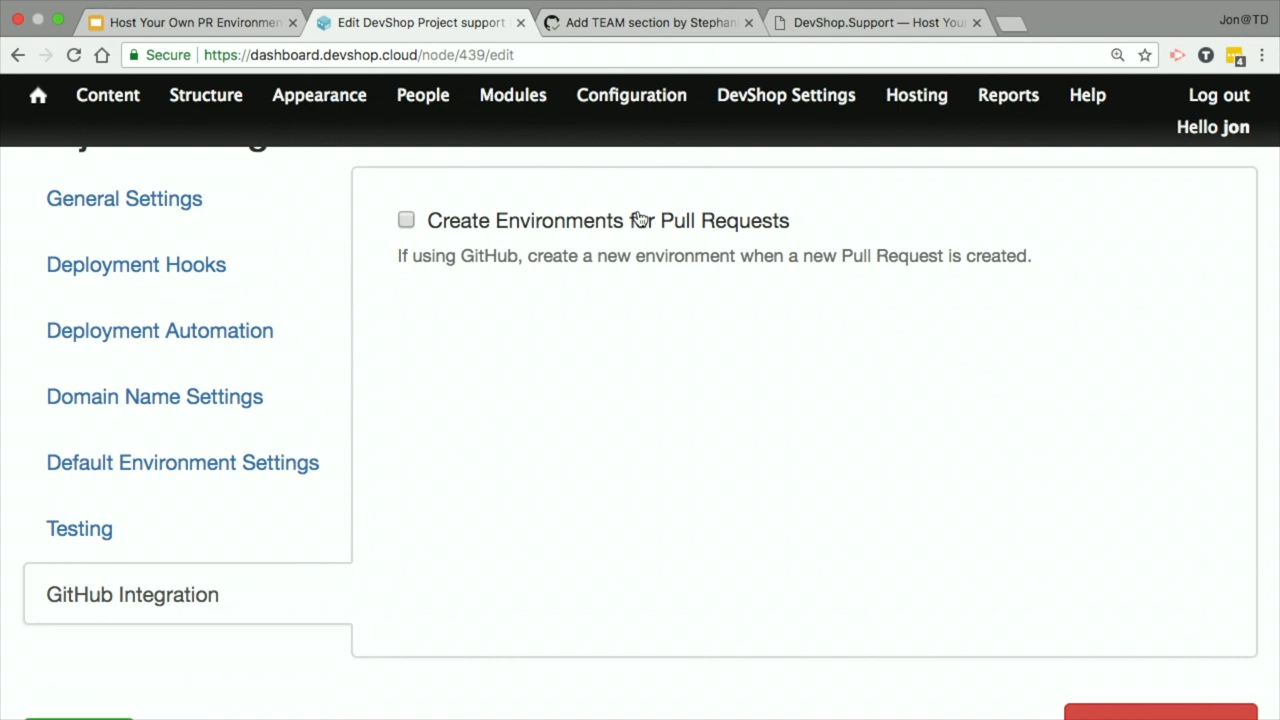 Host Your Own PR Environmen
Edit DevShop Project support
Add TEAM section by Stephan
DevShop.Support — Host You
Jon@TD
Secure
https://dashboard.devshop.cloud/node/439/edit
T
4
Content
Structure
Appearance
People
Modules
Configuration
DevShop Settings
Hosting
Reports
Help
Log out
Hello jon
General Settings
Deployment Hooks
Deployment Automation
Domain Name Settings
Default Environment Settings
Testing
GitHub Integration
Create Environments for Pull Requests
If using GitHub, create a new environment when a new Pull Request is created.